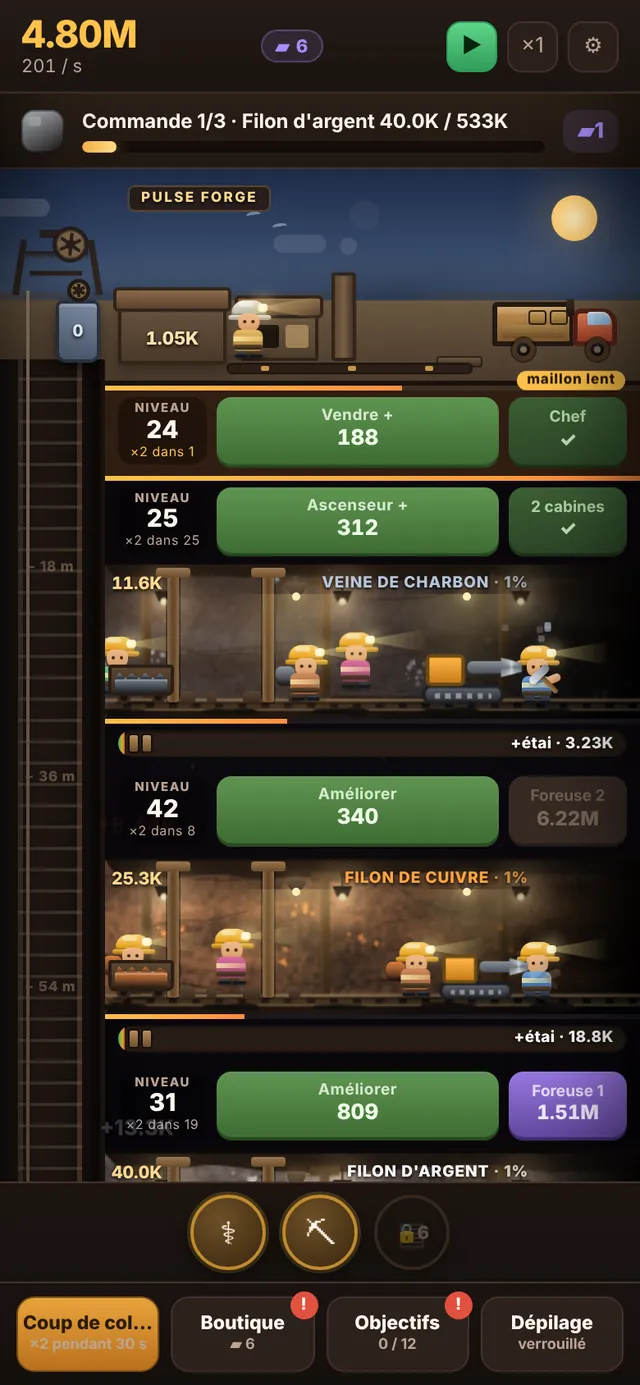 4.80M
201 / s
6
×1
Commande 1/3 · Filon d'argent 40.0K / 533K
1
PULSE FORGE
0
1.05K
maillon lent
NIVEAU
24
×2 dans 1
Vendre +
188
Chef
NIVEAU
25
×2 dans 25
Ascenseur +
312
2 cabines
18 m
11.6K
VEINE DE CHARBON · 1%
+étai · 3.23K
36 m
NIVEAU
42
×2 dans 8
Améliorer
340
Foreuse 2
6.22M
25.3K
FILON DE CUIVRE · 1%
54 m
+étai · 18.8K
NIVEAU
31
×2 dans 19
Améliorer
809
Foreuse 1
1.51M
40.0K
FILON D'ARGENT · 1%
6
Coup de col...
×2 pendant 30 s
Boutique
6
!
Objectifs
0 / 12
!
Dépilage
verrouillé